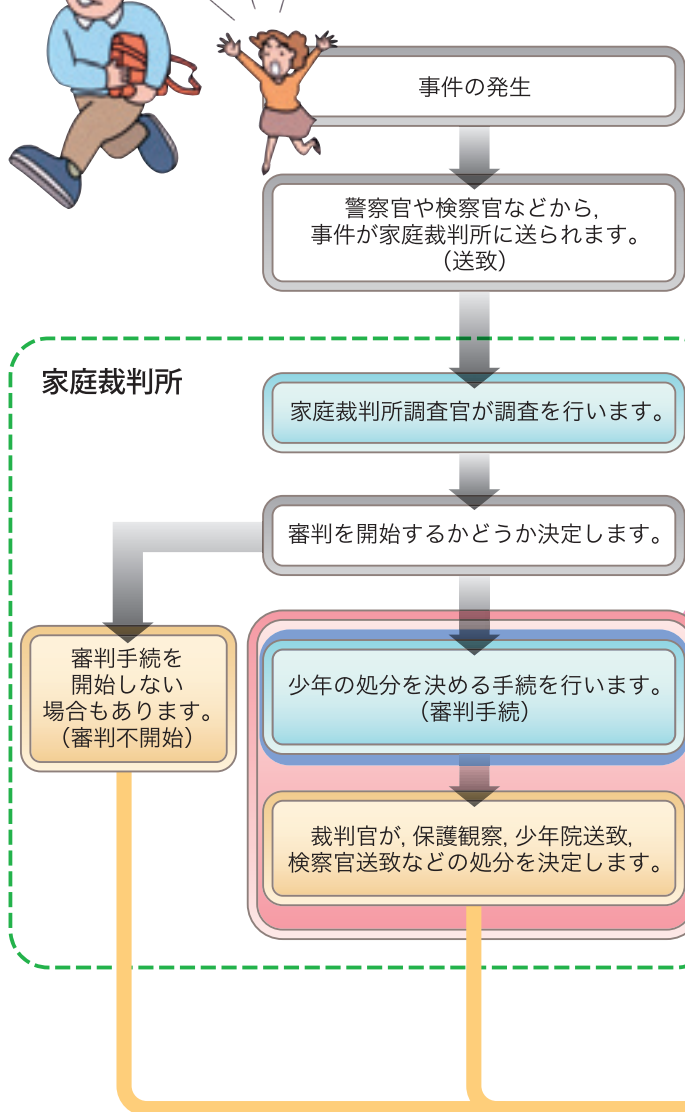 事件の発生
警察官や検察官などから,
事件が家庭裁判所に送られます。
（送致）
家庭裁判所
家庭裁判所調査官が調査を行います。
審判を開始するかどうか決定します。
審判手続を
開始しない
場合もあります。
（審判不開始）
少年の処分を決める手続を行います。
（審判手続）
裁判官が, 保護観察, 少年院送致,
検察官送致などの処分を決定します。